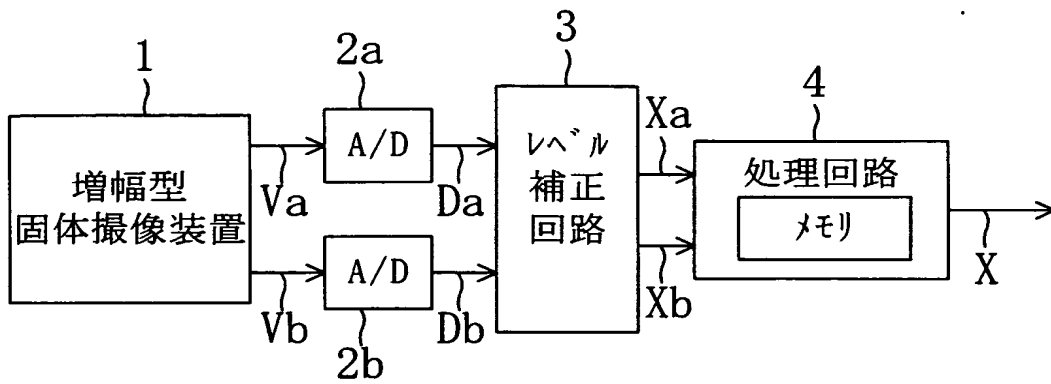 1
2a
3
4
増幅型
固体撮像装置
Va
Vb
A/D
A/D
2b
Da
Db
レベル
補正
回路
Xa
Xb
処理回路
メモリ
X